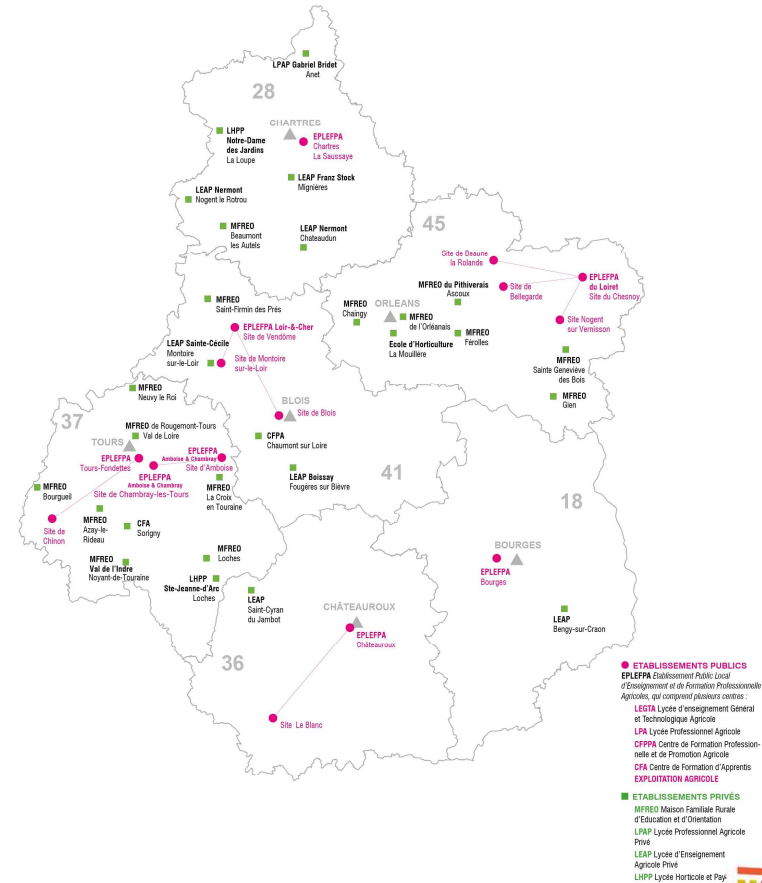 LPAP Gabriel Bridet
Anet
28
CHARTRES
LHPP
Notre-Dame
des Jardins
La Loupe
EPLEFPA
Chartres
La Saussaye
LEAP Franz Stock
Mignières
LEAP Nermont
Nogent le Rotrou
MFREO
Beaumont
les Autels
LEAP Nermont
Chateaudun
45
Site de Beaune
la Rolande
EPLEFPA
du Loiret
Site du Chesnoy
Site de
Bellegarde
Site Nogent
sur Vernisson
MFREO du Pithiverais
Ascoux
MFREO
Chaingy
ORLEANS
MFREO
de l'Orléanais
Ecole d'Horticulture
La Mouillère
MFREO
Férolles
MFREO
Sainte Geneviève
des Bois
MFREO
Gien
MFREO
Saint-Firmin des Prés
EPLEFPA Loir-&-Cher
Site de Vendôme
LEAP Sainte-Cécile
Montoire
sur-le-Loir
Site de Montoire
sur-le-Loir
BLOIS
Site de Blois
CFPA
Chaumont sur Loire
LEAP Boissay
Fougères sur Bièvre
41
MFREO
Neuvy le Roi
37
MFREO de Rougemont-Tours
Val de Loire
TOURS
EPLEFPA
Tours-Fondettes
EPLEFPA
Amboise & Chambray
Site d'Amboise
EPLEFPA
Amboise & Chambray
Site de Chambray-les-Tours
MFREO
Bourgueil
MFREO
La Croix
en Touraine
Site de
Chinon
MFREO
Azay-le-
Rideau
CFA
Sorigny
MFREO
Val de l'Indre
Noyant-de-Touraine
MFREO
Loches
LHPP
Ste-Jeanne-d'Arc
Loches
LEAP
Saint-Cyran
du Jambot
18
BOURGES
EPLEFPA
Bourges
LEAP
Bengy-sur-Craon
CHÂTEAUROUX
EPLEFPA
Châteauroux
36
Site Le Blanc
ETABLISSEMENTS PUBLICS
EPLEFPA Etablissement Public Local
d'Enseignement et de Formation Professionnelle
Agricoles, qui comprend plusieurs centres :
LEGTA Lycée d'enseignement Général
et Technologique Agricole
LPA Lycée Professionnel Agricole
CFPPA Centre de Formation Profession-
nelle et de Promotion Agricole
CFA Centre de Formation d'Apprentis
EXPLOITATION AGRICOLE
ETABLISSEMENTS PRIVÉS
MFREO Maison Familiale Rurale
d'Education et d'Orientation
LPAP Lycée Professionnel Agricole
Privé
LEAP Lycée d'Enseignement
Agricole Privé
LHPP Lycée Horticole et Pay-